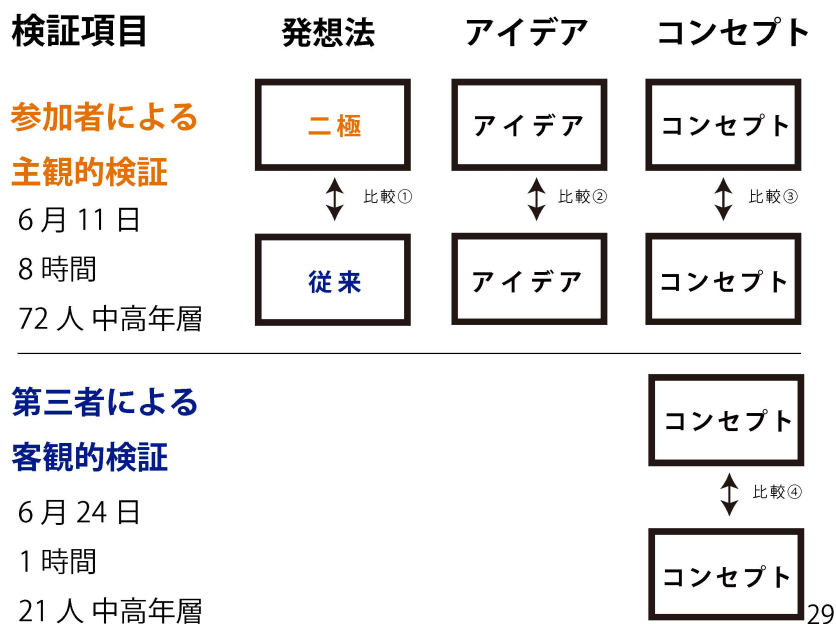 検証項目 発想法 アイデア コンセプト
参加者による
主観的検証
6月11日
8時間
72人 中高年層
二極 アイデア コンセプト
比較① 比較② 比較③
従来 アイデア コンセプト
第三者による
客観的検証
6月24日
1時間
21人 中高年層
コンセプト
比較④
コンセプト
29